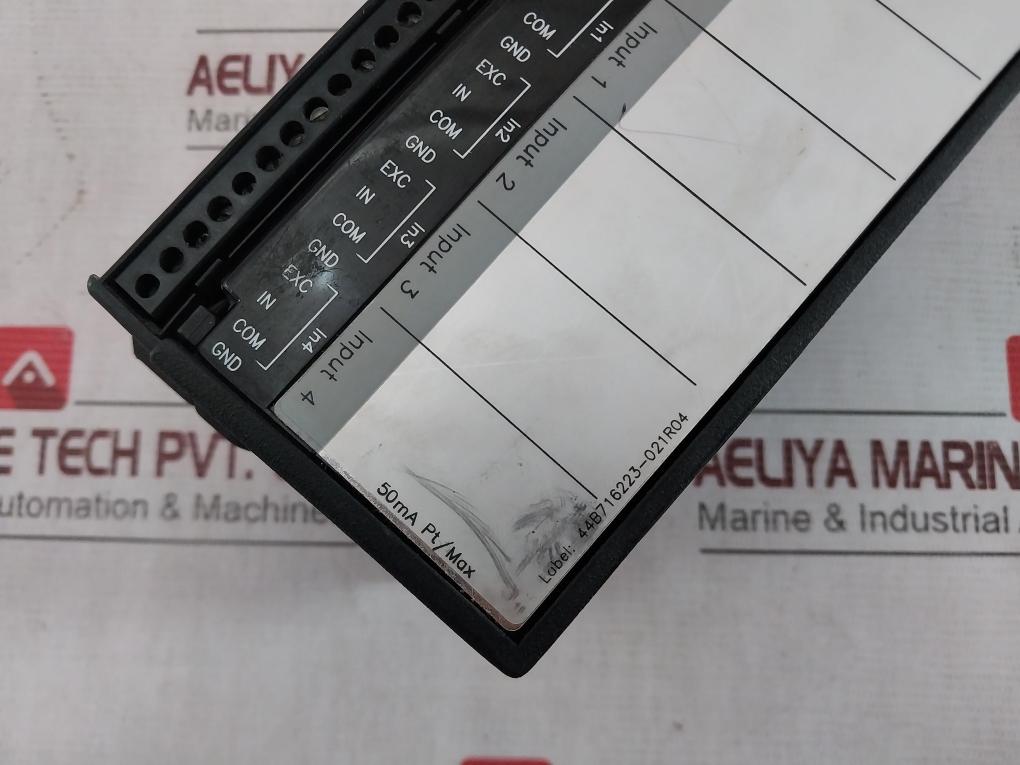 AELIYA
Marin
COM
GND
In1
EXC
IN
COM
GND
In2
EXC
IN
COM
GND
In3
EXC
IN
COM
GND
In4
Input 1
Input 2
Input 3
Input 4
50mA Pt/Max
Label: 44B716223-021R04
E TECH PVT.
utomation & Machine
AELIYA MARIN
Marine & Industrial A